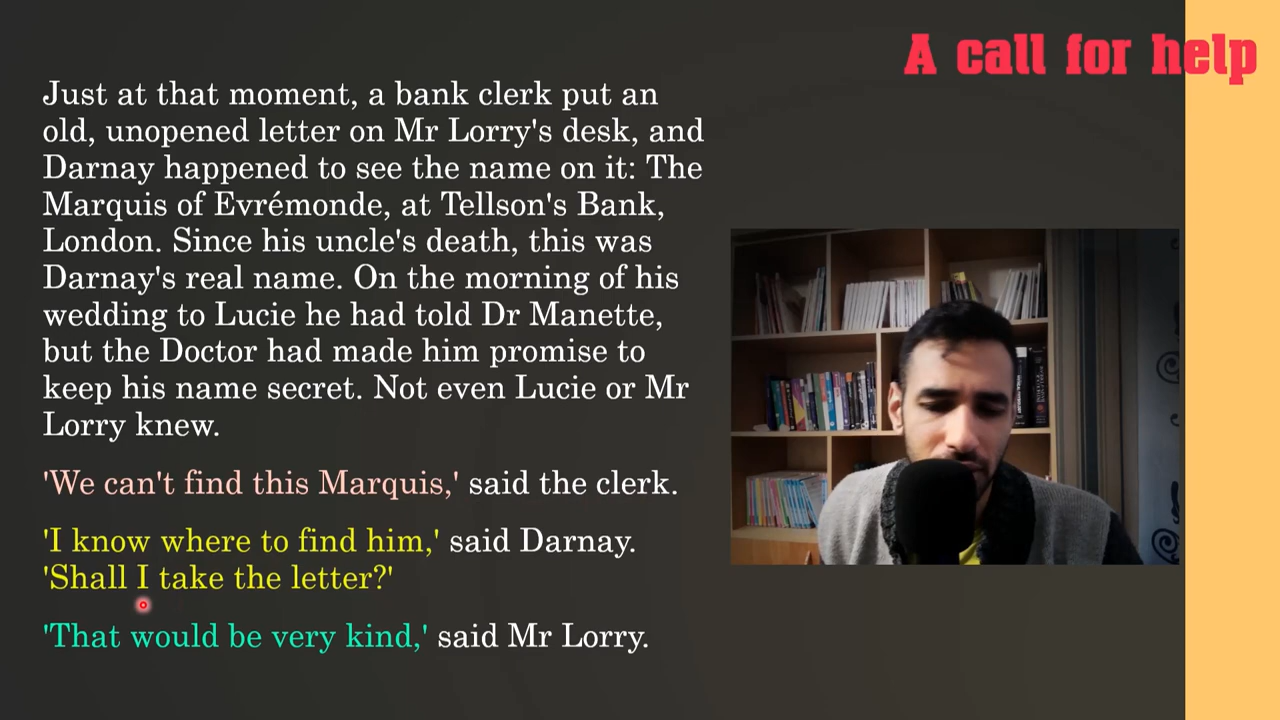 A call for help
Just at that moment, a bank clerk put an
old, unopened letter on Mr Lorry's desk, and
Darnay happened to see the name on it: The
Marquis of Evrémonde, at Tellson's Bank,
London. Since his uncle's death, this was
Darnay's real name. On the morning of his
wedding to Lucie he had told Dr Manette,
but the Doctor had made him promise to
keep his name secret. Not even Lucie or Mr
Lorry knew.
'We can't find this Marquis,' said the clerk.
'I know where to find him,' said Darnay.
'Shall I take the letter?'
'That would be very kind,' said Mr Lorry.